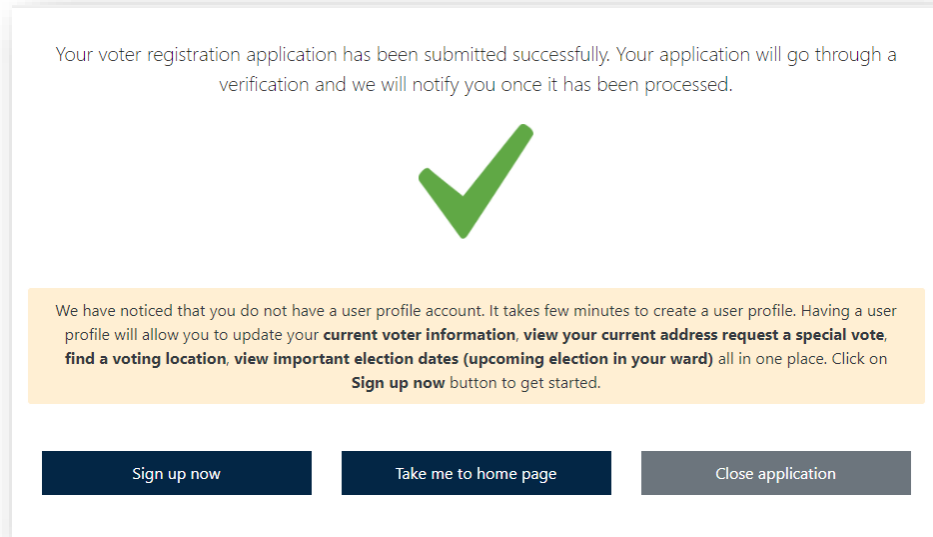 Your voter registration application has been submitted successfully. Your application will go through a
verification and we will notify you once it has been processed.
We have noticed that you do not have a user profile account. It takes few minutes to create a user profile. Having a user
profile will allow you to update your current voter information, view your current address request a special vote,
find a voting location, view important election dates (upcoming election in your ward) all in one place. Click on
Sign up now button to get started.
Sign up now
Take me to home page
Close application